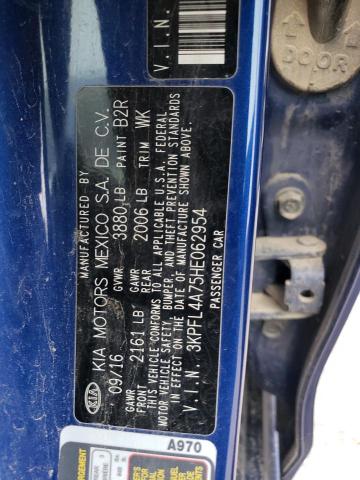 MANUFACTURED BY
KIA KIA MOTORS MEXICO S.A. DE C.V.
09/16 GVWR 3880 LB PAINT B2R
GAWR FRONT 2161 LB GAWR REAR 2006 LB TRIM WK
THIS VEHICLE CONFORMS TO ALL APPLICABLE U.S.A. FEDERAL
MOTOR VEHICLE SAFETY, BUMPER, AND THEFT PREVENTION STANDARDS
IN EFFECT ON THE DATE OF MANUFACTURE SHOWN ABOVE.
V.I.N. 3KPFL4A75HE062954
PASSENGER CAR
V.I.N.
DOOR
A970